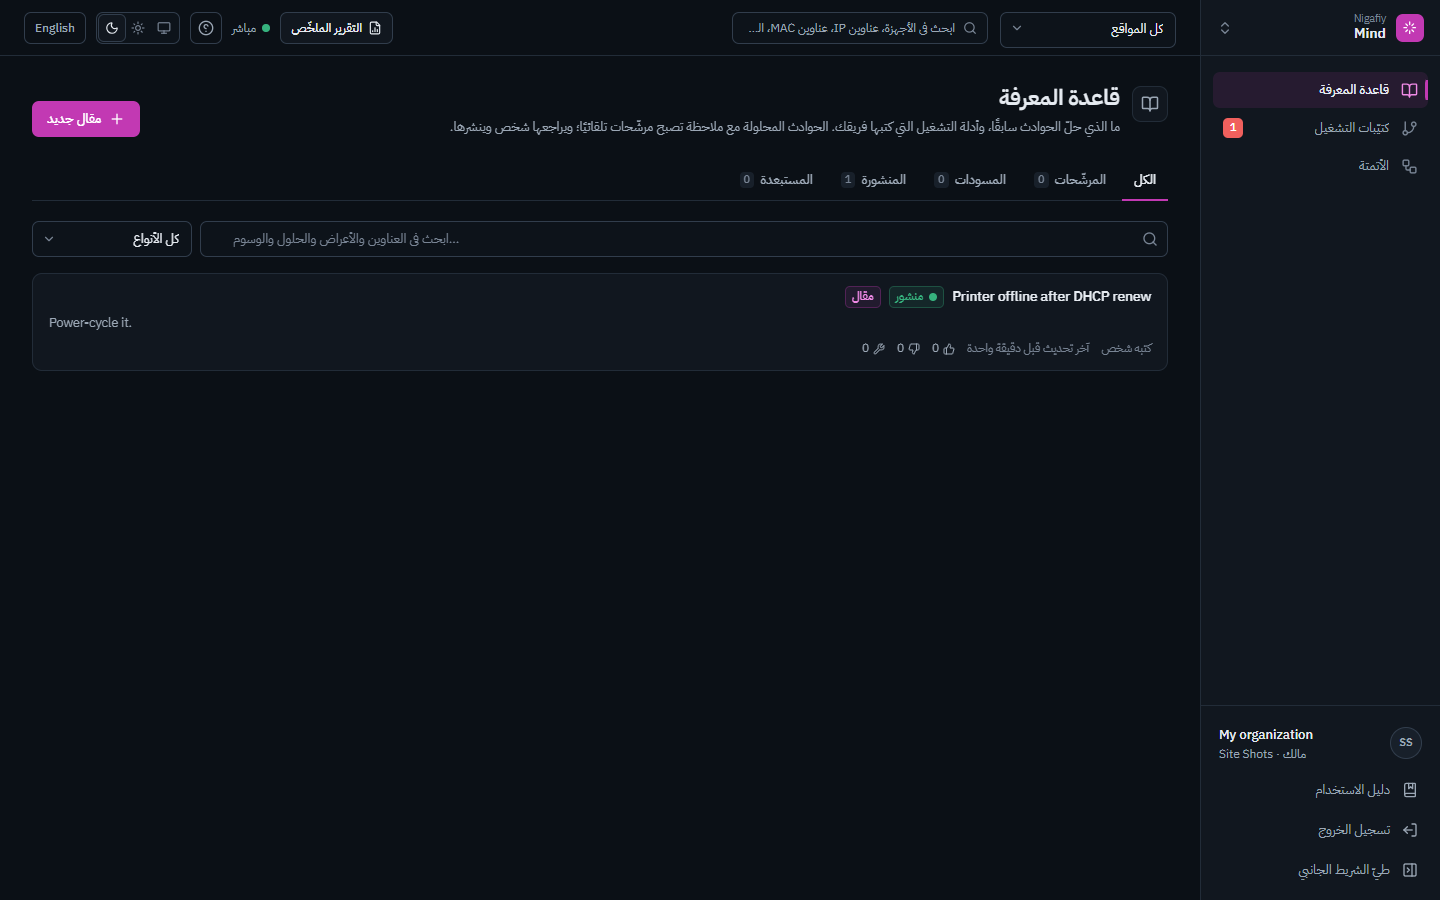 Nigafiy
Mind
كل المواقع
ابحث في الأجهزة، عناوين IP، عناوين MAC، الـ...
التقرير الملخّص
مباشر
English
قاعدة المعرفة
كتيّبات التشغيل
1
الأتمتة
قاعدة المعرفة
ما الذي حلّ الحوادث سابقًا، وأدلة التشغيل التي كتبها فريقك. الحوادث المحلولة مع ملاحظة تصبح مرشّحات تلقائيًا؛ ويراجعها شخص وينشرها.
مقال جديد
الكل
المرشّحات 0
المسودات 0
المنشورة 1
المستبعدة 0
ابحث في العناوين والأعراض والحلول والوسوم...
كل الأنواع
Printer offline after DHCP renew
منشور
مقال
Power-cycle it.
كتبه شخص
آخر تحديث قبل دقيقة واحدة
0
0
0
My organization
Site Shots · مالك
SS
دليل الاستخدام
تسجيل الخروج
طيّ الشريط الجانبي